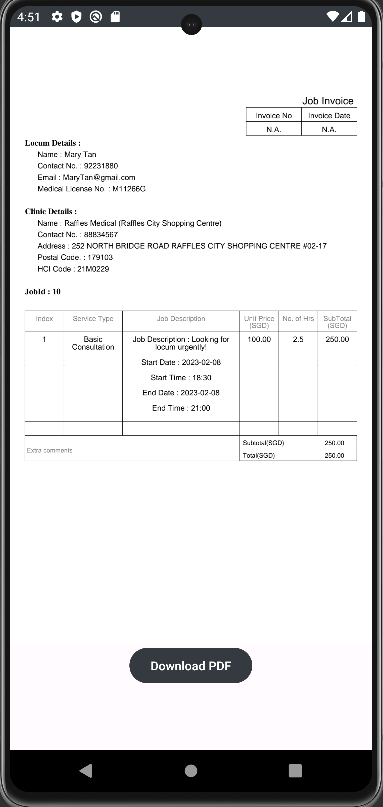 4:51
Job Invoice
Invoice No Invoice Date
N.A. N.A.
Locum Details :
Name : Mary Tan
Contact No. : 92231880
Email : MaryTan@gmail.com
Medical License No. : M11266G
Clinic Details :
Name : Raffles Medical (Raffles City Shopping Centre)
Contact No. : 88834567
Address : 252 NORTH BRIDGE ROAD RAFFLES CITY SHOPPING CENTRE #02-17
Postal Code. : 179103
HCI Code : 21M0229
JobId : 10
Index Service Type Job Description Unit Price (SGD) No. of Hrs SubTotal (SGD)
1 Basic Consultation Job Description : Looking for 100.00 2.5 250.00
locum urgently!
Start Date : 2023-02-08
Start Time : 18:30
End Date : 2023-02-08
End Time : 21:00
Subtotal(SGD) 250.00
Extra comments
Total(SGD) 250.00
Download PDF